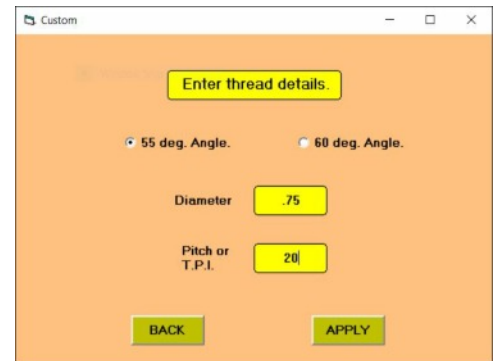 Custom
Enter thread details.
55 deg. Angle.
60 deg. Angle.
Diameter
.75
Pitch or
T.P.I.
20
BACK
APPLY